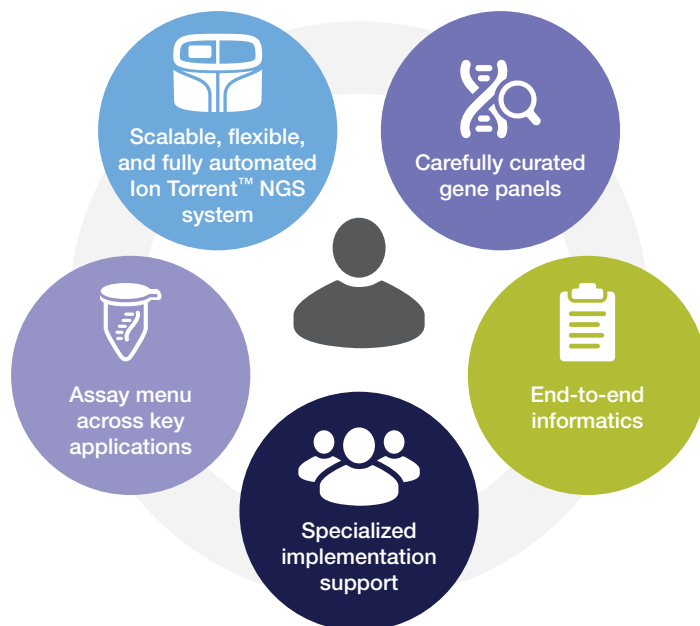 Scalable, flexible,
and fully automated
Ion Torrent™ NGS
system
Carefully curated
gene panels
Assay menu
across key
applications
End-to-end
informatics
Specialized
implementation
support